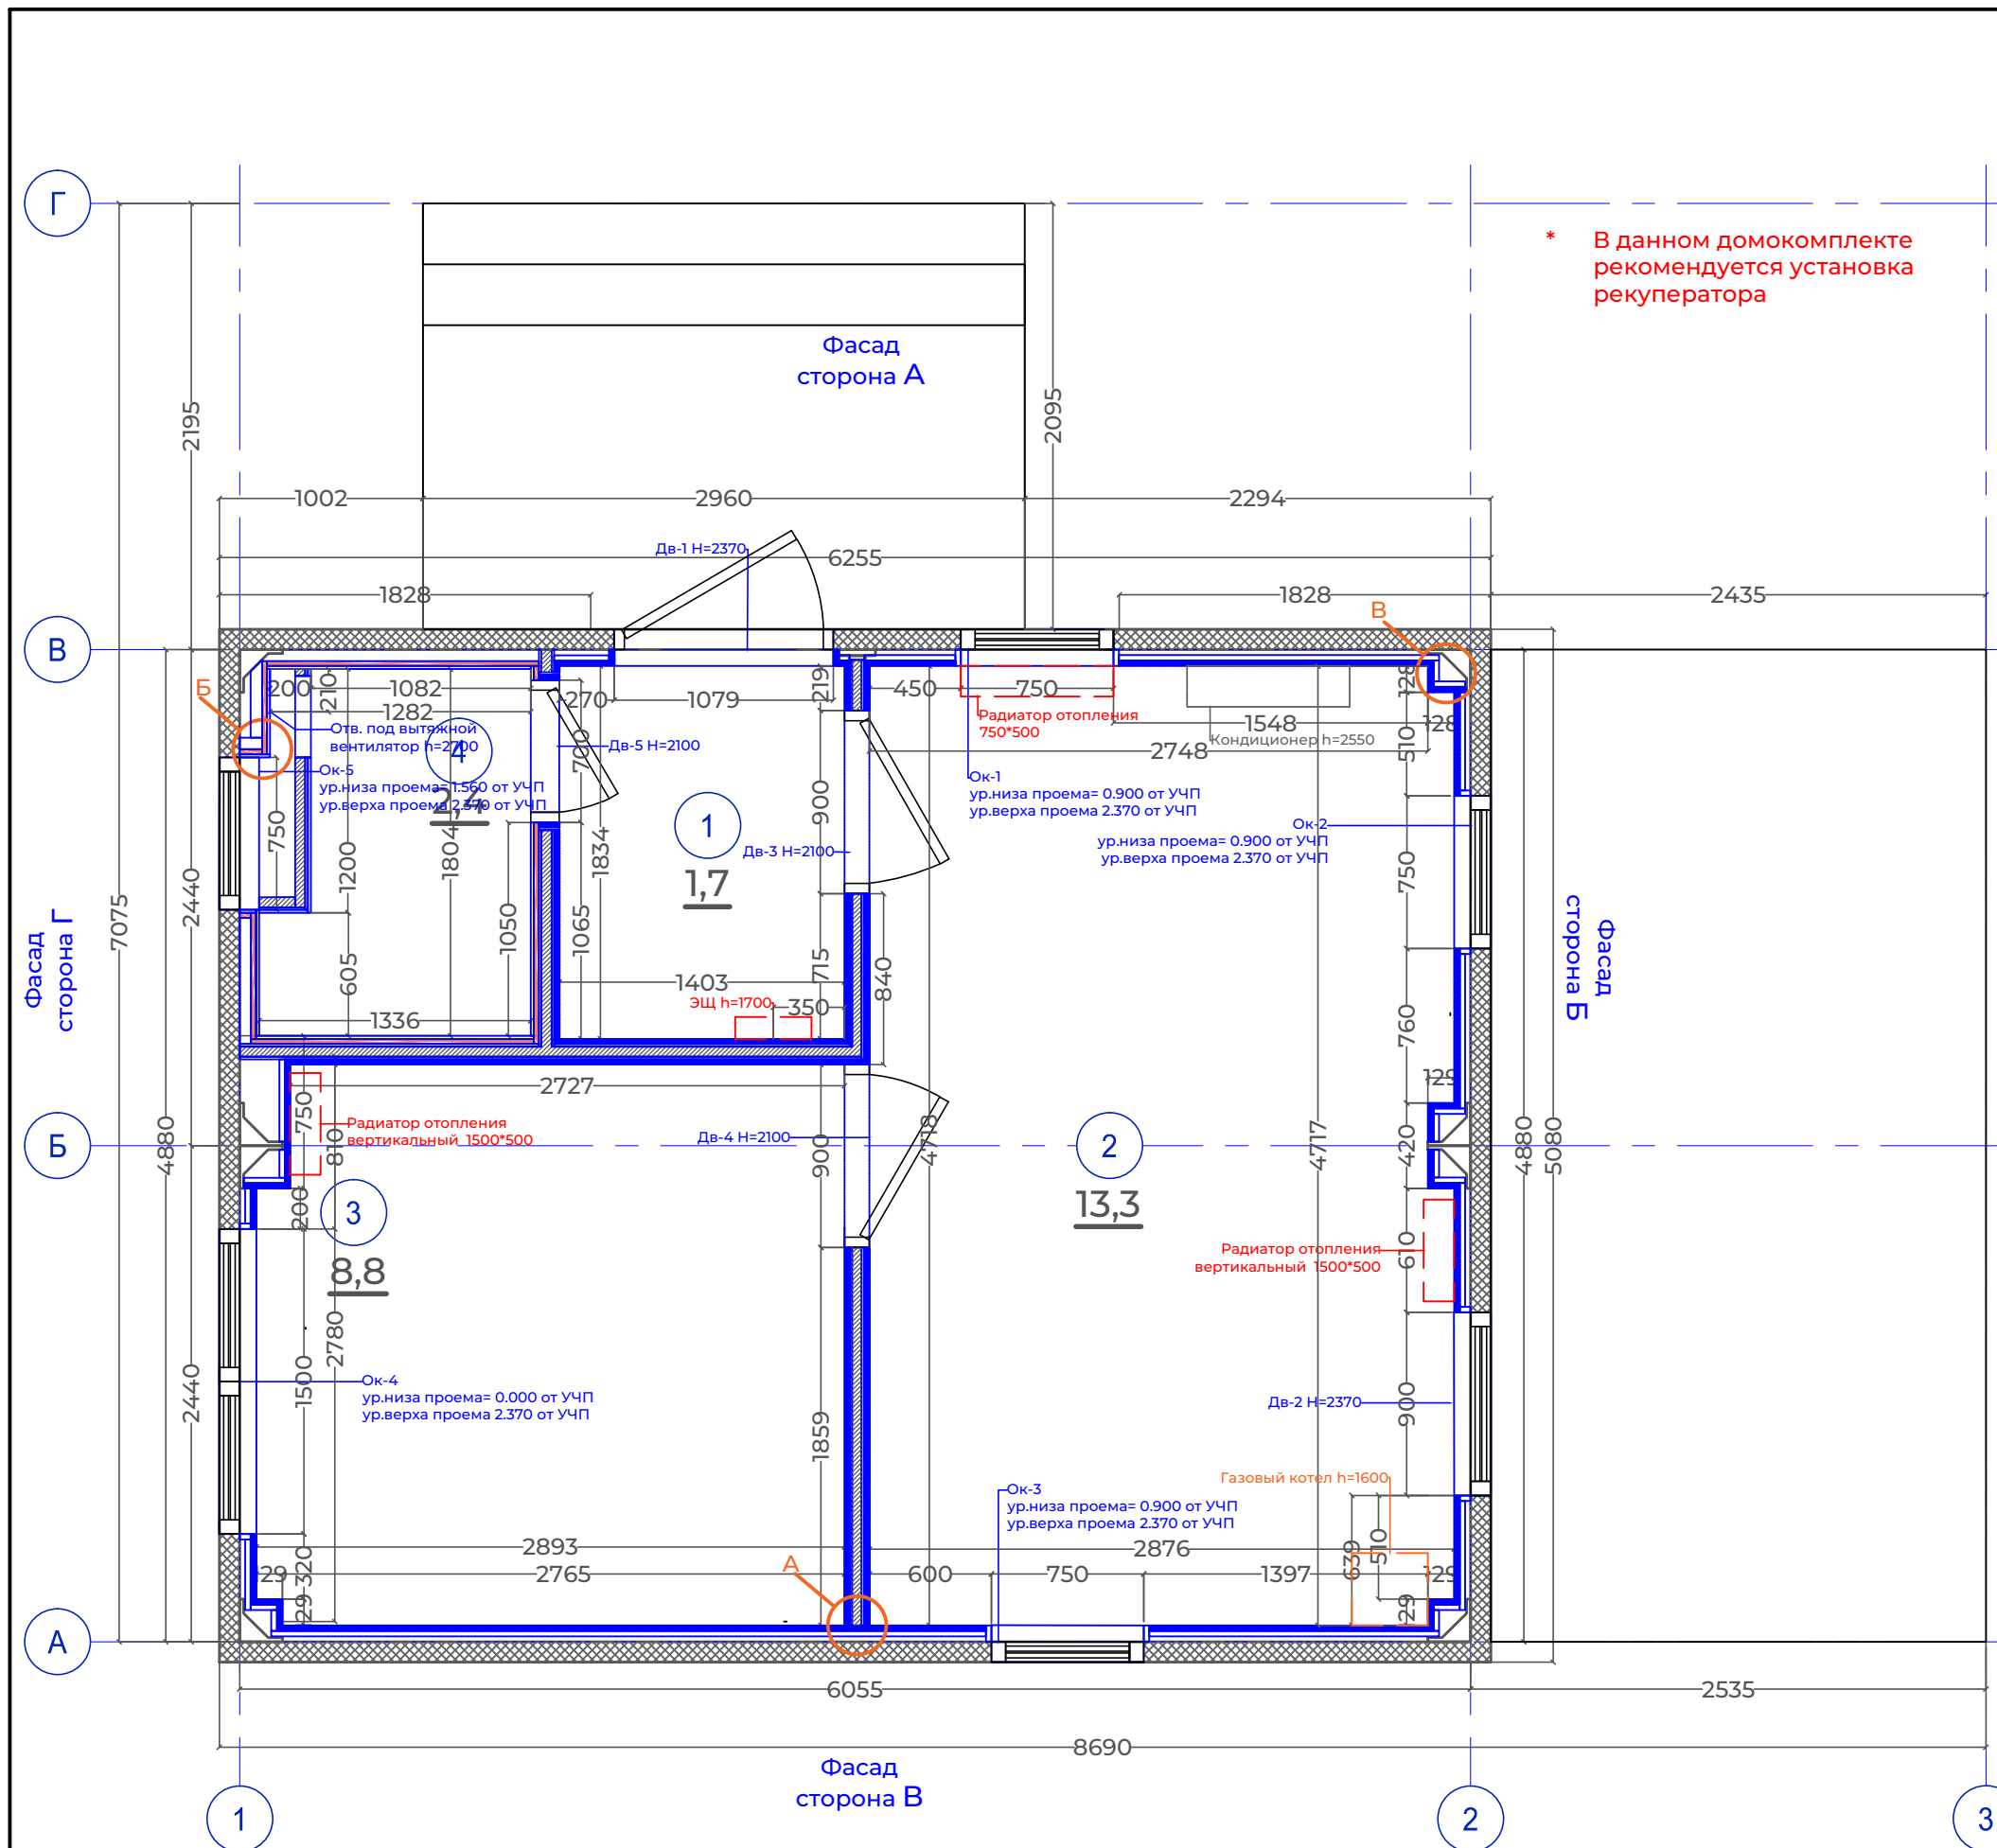 Г
* В данном домокомплекте
рекомендуется установка
рекуператора
Фасад
сторона А
2195
2095
1002
2960
2294
Дв-1 Н=2370
6255
1828
1828
2435
В
В
Б
200
210
1082
1282
270
1079
219
450
750
128
Отв. под вытяжной
вентилятор h=2700
4
Дв-5 Н=2100
700
Радиатор отопления
750*500
1548
128
Кондиционер h=2550
2748
510
Ок-5
ур.низа проема= 1.560 от УЧП
ур.верха проема 2.370 от УЧП
2,4
Ок-1
ур.низа проема= 0.900 от УЧП
ур.верха проема 2.370 от УЧП
900
1
1,7
Ок-2
ур.низа проема= 0.900 от УЧП
ур.верха проема 2.370 от УЧП
Дв-3 Н=2100
750
1200
1804
1834
750
7075
2440
Фасад
сторона Г
1050
1065
715
840
605
1403
ЭЩ h=1700
350
1336
760
Фасад
сторона Б
2727
129
750
810
Радиатор отопления
вертикальный 1500*500
Дв-4 Н=2100
900
4718
4717
420
4880
Б
2
13,3
4880
5080
200
3
8,8
Радиатор отопления
вертикальный 1500*500
610
2780
1500
2440
Ок-4
ур.низа проема= 0.000 от УЧП
ур.верха проема 2.370 от УЧП
1859
Дв-2 Н=2370
900
Газовый котел h=1600
Ок-3
ур.низа проема= 0.900 от УЧП
ур.верха проема 2.370 от УЧП
2893
2876
639
510
320
2765
А
600
750
1397
129
129
А
6055
2535
8690
Фасад
сторона В
1
2
3